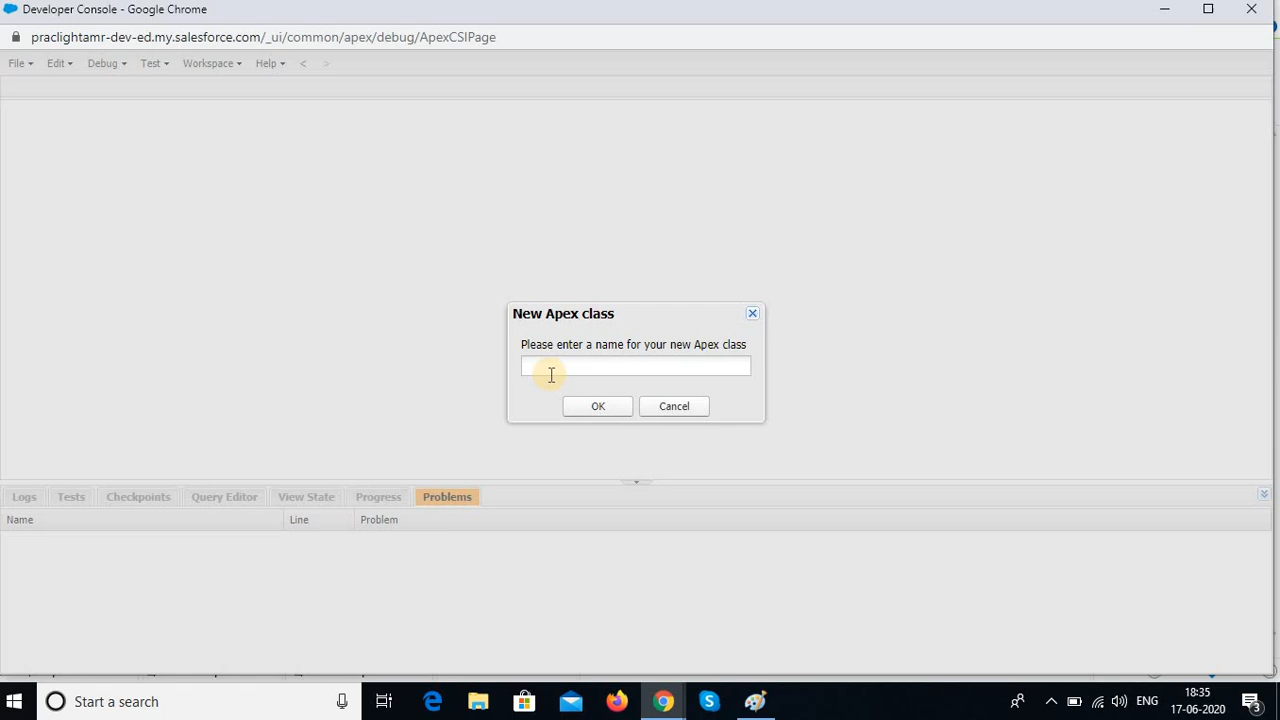 Developer Console - Google Chrome
praclightamr-dev-ed.my.salesforce.com/_ui/common/apex/debug/ApexCSIPage
File Edit Debug Test Workspace Help < >
New Apex class
Please enter a name for your new Apex class
OK Cancel
Logs Tests Checkpoints Query Editor View State Progress Problems
Name Line Problem
Start a search
ENG
18:35
17-06-2020
3